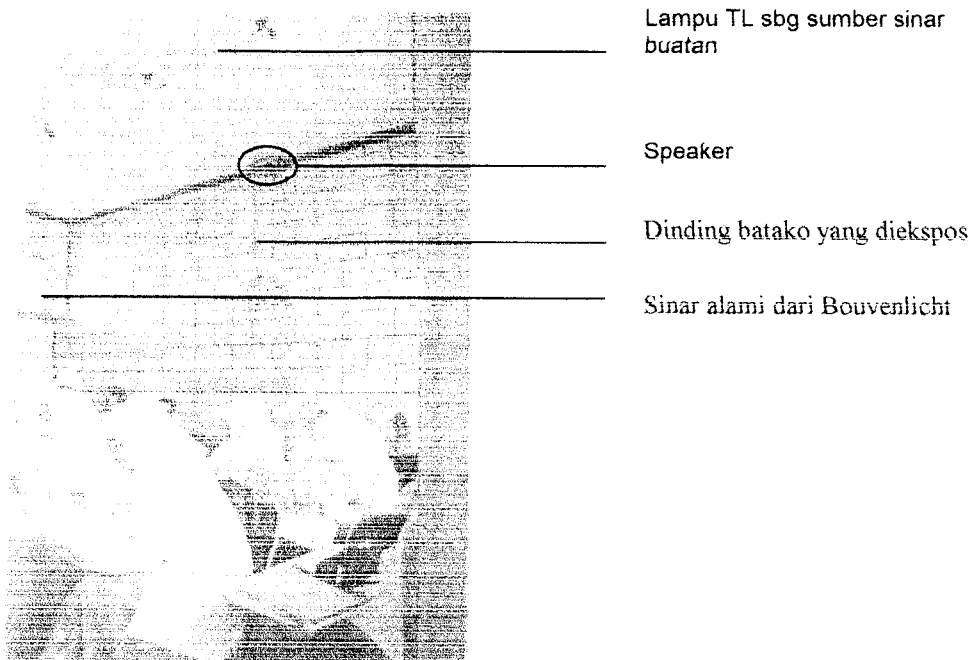 Lampu TL sbg sumber sinar
buatan
Speaker
Dinding batako yang diekspos
Sinar alami dari Bouvenlicht